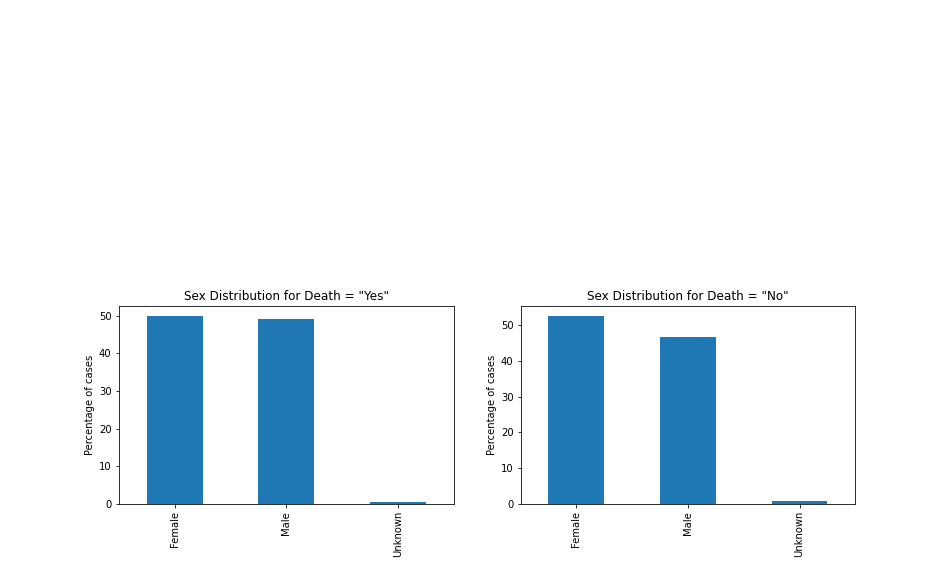 Sex Distribution for Death = "Yes"
Percentage of cases
50
40
30
20
10
0
Female
Male
Unknown
Sex Distribution for Death = "No"
Percentage of cases
50
40
30
20
10
0
Female
Male
Unknown